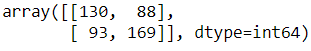 array([[130, 88],
[ 93, 169]], dtype=int64)